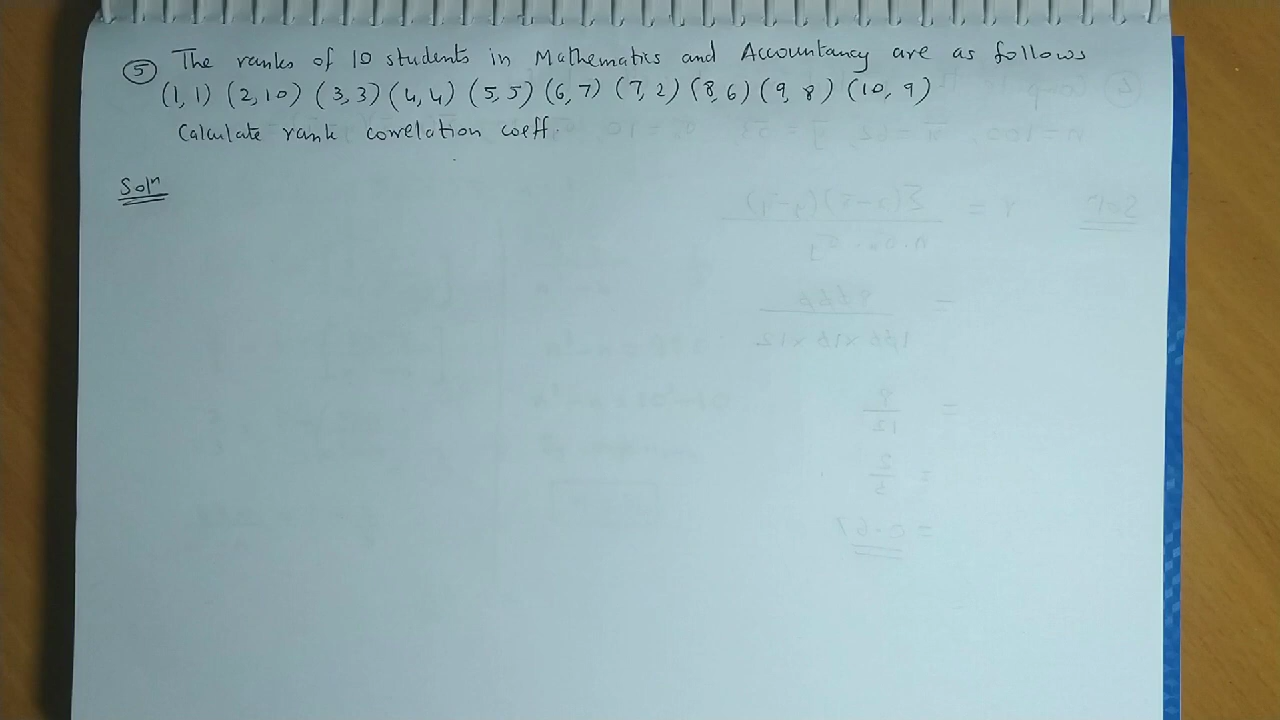 5 The ranks of 10 students in Mathematics and Accountancy are as follows
(1,1) (2,10) (3,3) (4,4) (5,5) (6,7) (7,2) (8,6) (9,8) (10,9)
Calculate rank correlation coeff.
Soln